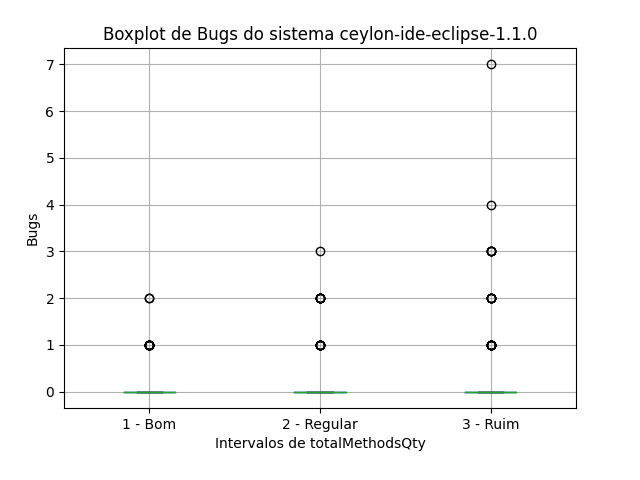 Boxplot de Bugs do sistema ceylon-ide-eclipse-1.1.0
7
6
5
4
3
2
1
0
Bugs
1 - Bom
2 - Regular
3 - Ruim
Intervalos de totalMethodsQty